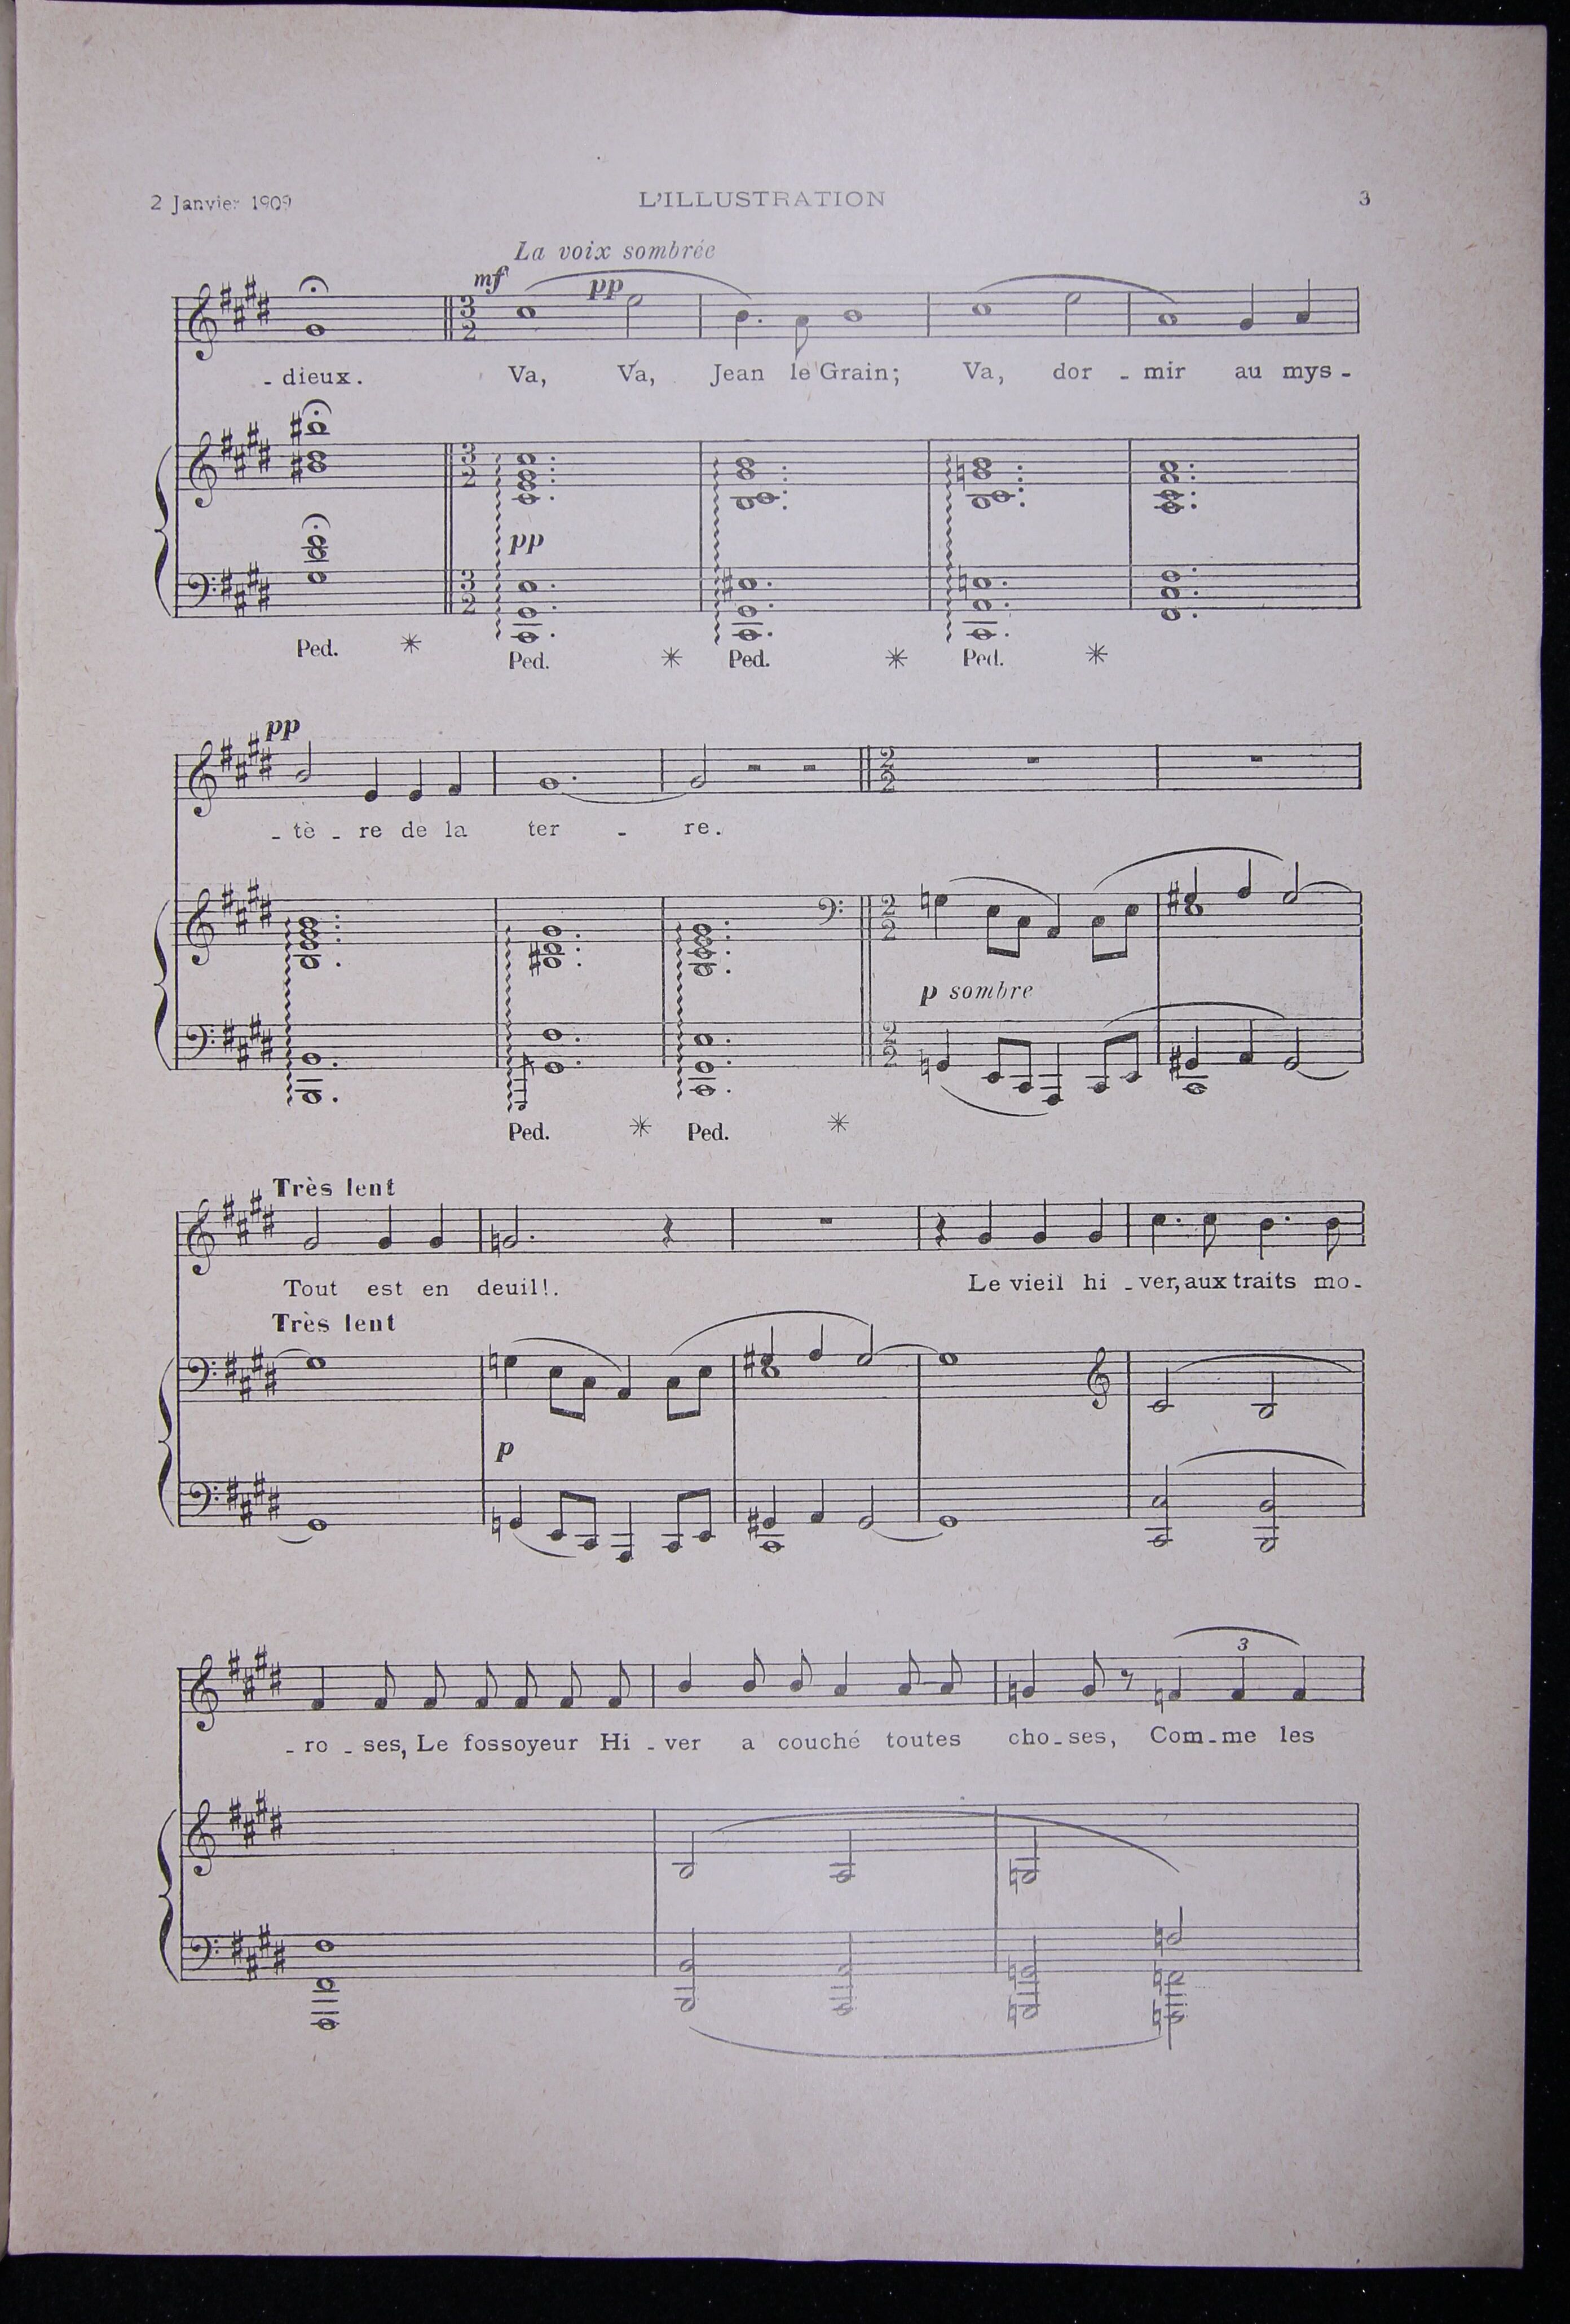 2 Janvier 1909 L'ILLUSTRATION 3
La voix sombrée
mf pp
- dieux. Va, Va, Jean le Grain; Va, dor - mir au mys -
pp
Ped. * Ped. * Ped. * Ped. *
pp
- tè - re de la ter - re.
p sombre
Ped. * Ped. *
Très lent
Tout est en deuil!. Le vieil hi - ver, aux traits mo -
Très lent
p
3
- ro - ses, Le fossoyeur Hi - ver a couché toutes cho - ses, Com - me les